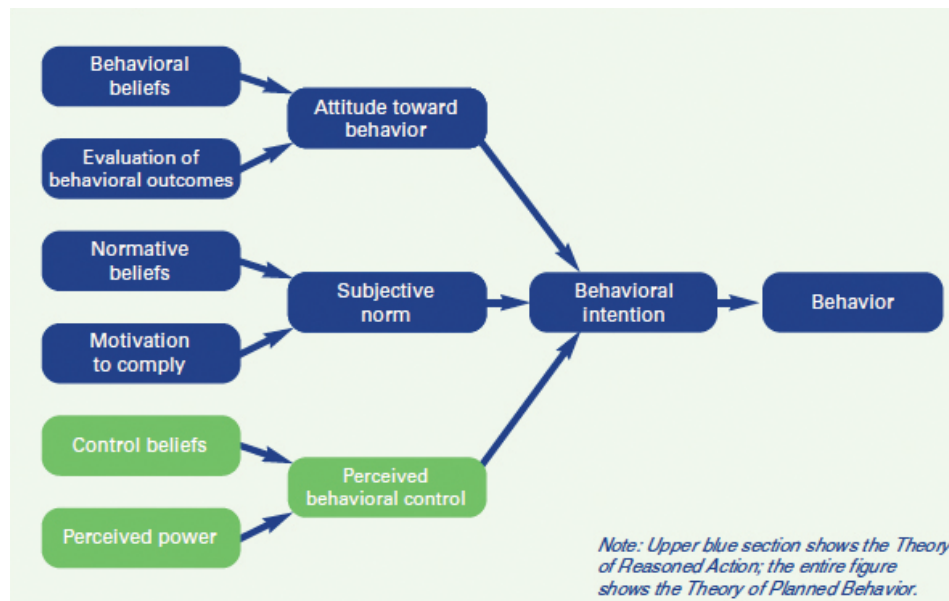 Behavioral
beliefs
Attitude toward
behavior
Evaluation of
behavioral outcomes
Normative
beliefs
Subjective
norm
Motivation
to comply
Behavioral
intention
Behavior
Control beliefs
Perceived
behavioral control
Perceived power
Note: Upper blue section shows the Theory
of Reasoned Action; the entire figure
shows the Theory of Planned Behavior.